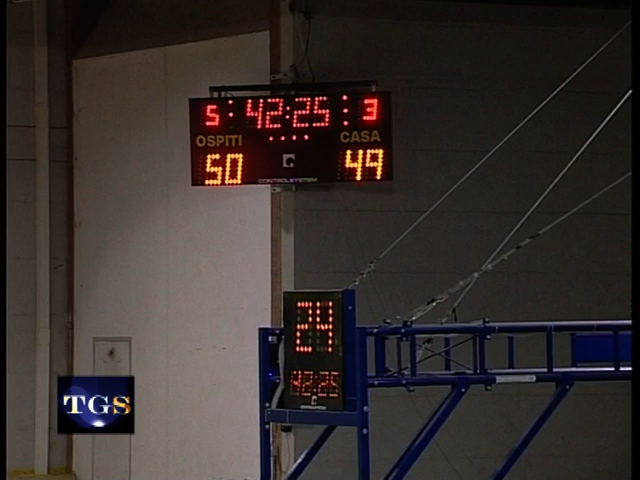 5 42:25 3
OSPITI CASA
50 49
CONTROLSYSTEM
24
42:25
TGS